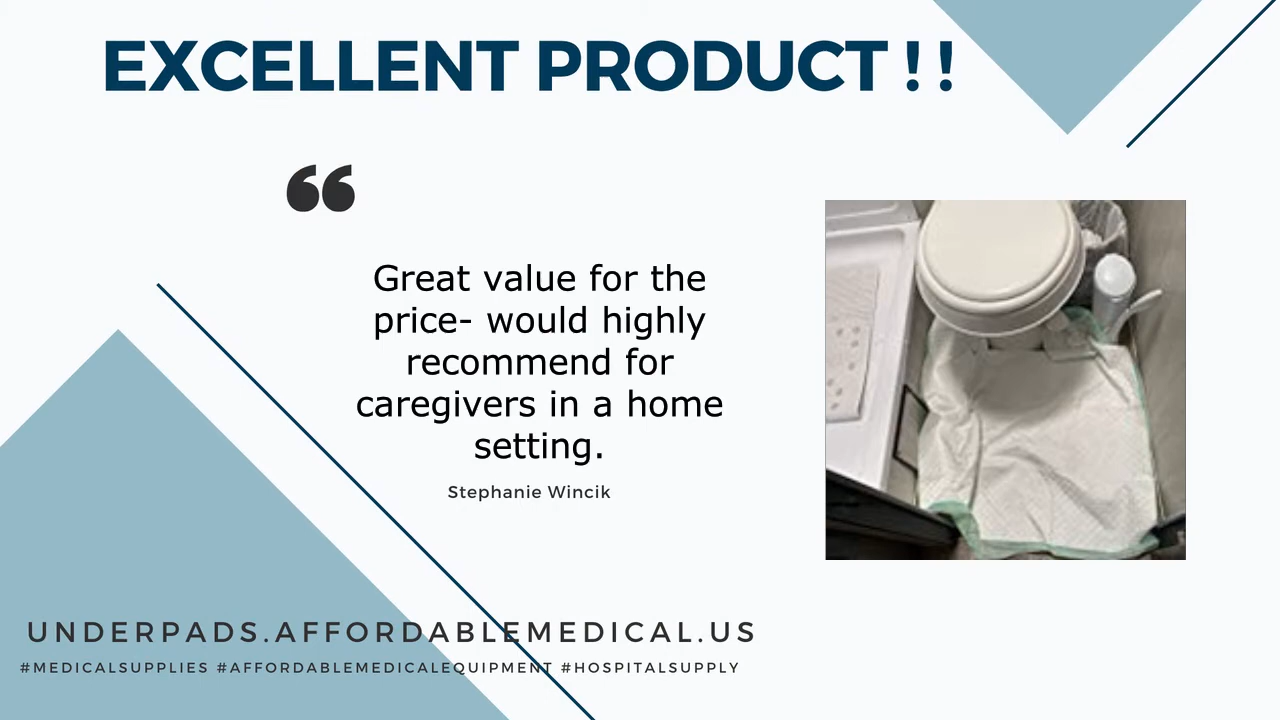 EXCELLENT PRODUCT !!
“
Great value for the
price- would highly
recommend for
caregivers in a home
setting.
Stephanie Wincik
UNDERPADS.AFFORDABLEMEDICAL.US
#MEDICALSUPPLIES #AFFORDABLEMEDICALEQUIPMENT #HOSPITALSUPPLY